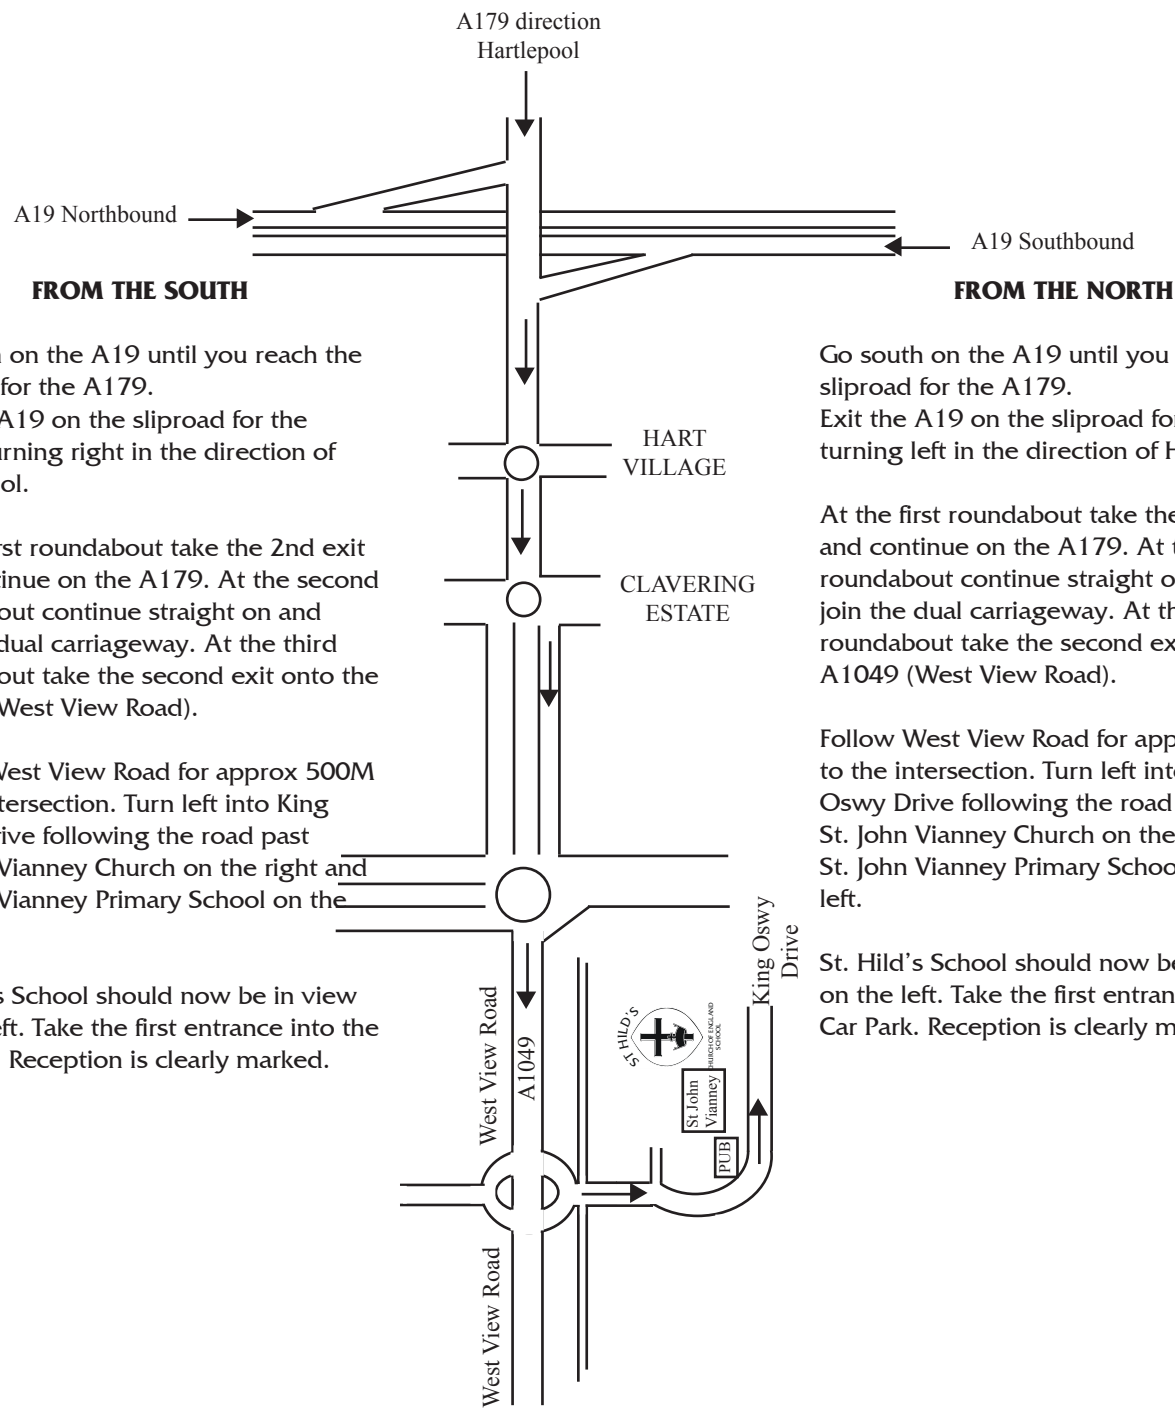 A179 direction
Hartlepool
A19 Northbound
A19 Southbound
FROM THE SOUTH
on the A19 until you reach the
for the A179.
A19 on the sliproad for the
turning right in the direction of
ol.
rst roundabout take the 2nd exit
tinue on the A179. At the second
out continue straight on and
dual carriageway. At the third
out take the second exit onto the
West View Road).
West View Road for approx 500M
tersection. Turn left into King
rive following the road past
Vianney Church on the right and
Vianney Primary School on the
s School should now be in view
eft. Take the first entrance into the
Reception is clearly marked.
HART
VILLAGE
CLAVERING
ESTATE
FROM THE NORTH
Go south on the A19 until you
sliproad for the A179.
Exit the A19 on the sliproad for
turning left in the direction of H
At the first roundabout take the
and continue on the A179. At t
roundabout continue straight o
join the dual carriageway. At th
roundabout take the second ex
A1049 (West View Road).
Follow West View Road for app
to the intersection. Turn left int
Oswy Drive following the road
St. John Vianney Church on the
St. John Vianney Primary Schoo
left.
St. Hild's School should now be
on the left. Take the first entran
Car Park. Reception is clearly m
West View Road
A1049
King Oswy
Drive
ST HILD'S
CHURCH OF ENGLAND
SCHOOL
St John
Vianney
PUB
West View Road